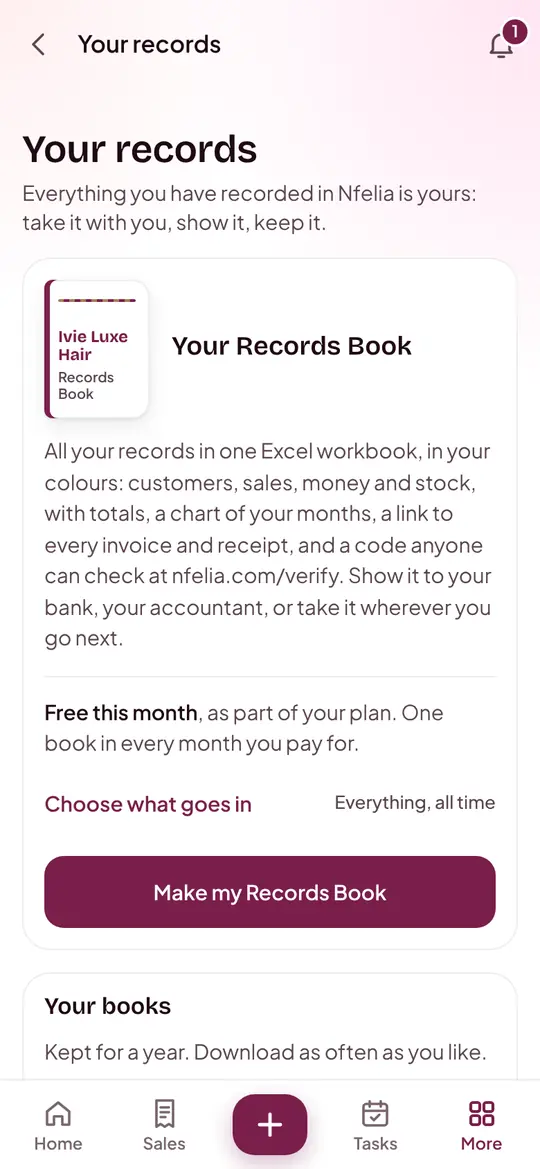 Your records
1
Your records
Everything you have recorded in Nfelia is yours:
take it with you, show it, keep it.
Ivie Luxe
Hair
Records
Book
Your Records Book
All your records in one Excel workbook, in your
colours: customers, sales, money and stock,
with totals, a chart of your months, a link to
every invoice and receipt, and a code anyone
can check at nfelia.com/verify. Show it to your
bank, your accountant, or take it wherever you
go next.
Free this month, as part of your plan. One
book in every month you pay for.
Choose what goes in
Everything, all time
Make my Records Book
Your books
Kept for a year. Download as often as you like.
Home
Sales
Tasks
More